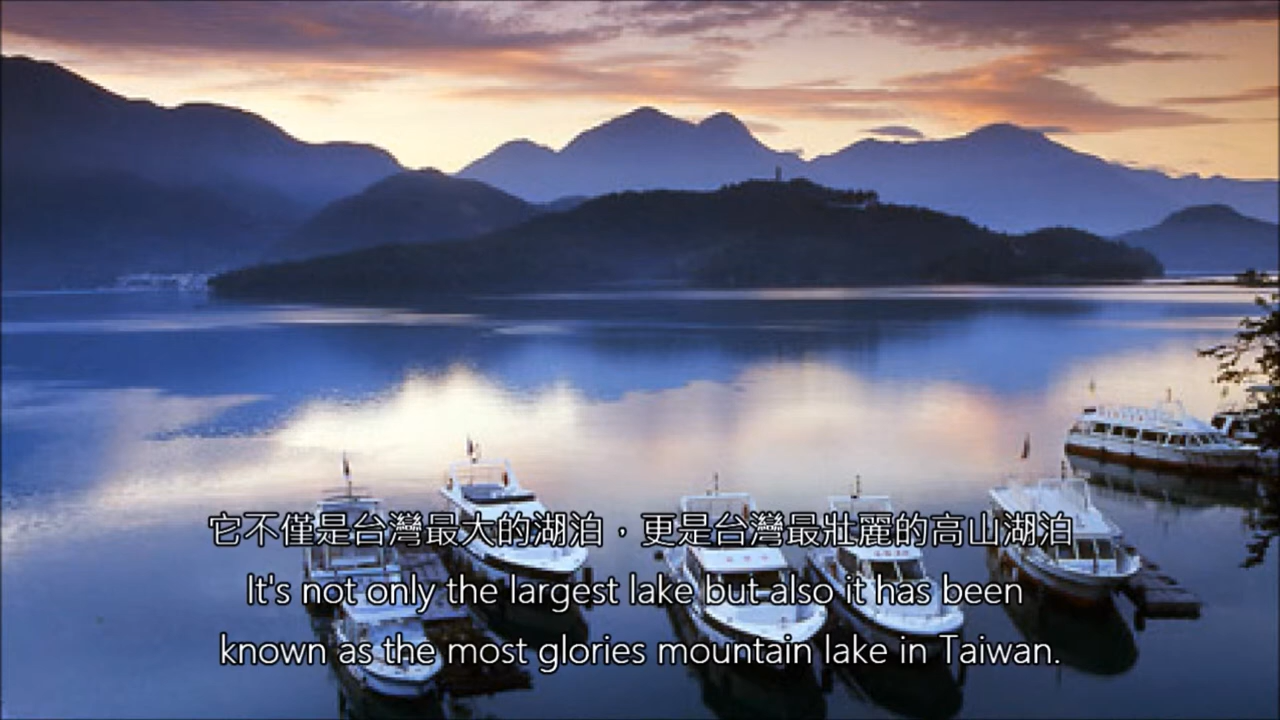 它不僅是台灣最大的湖泊，更是台灣最壯麗的高山湖泊
It's not only the largest lake but also it has been
known as the most glories mountain lake in Taiwan.